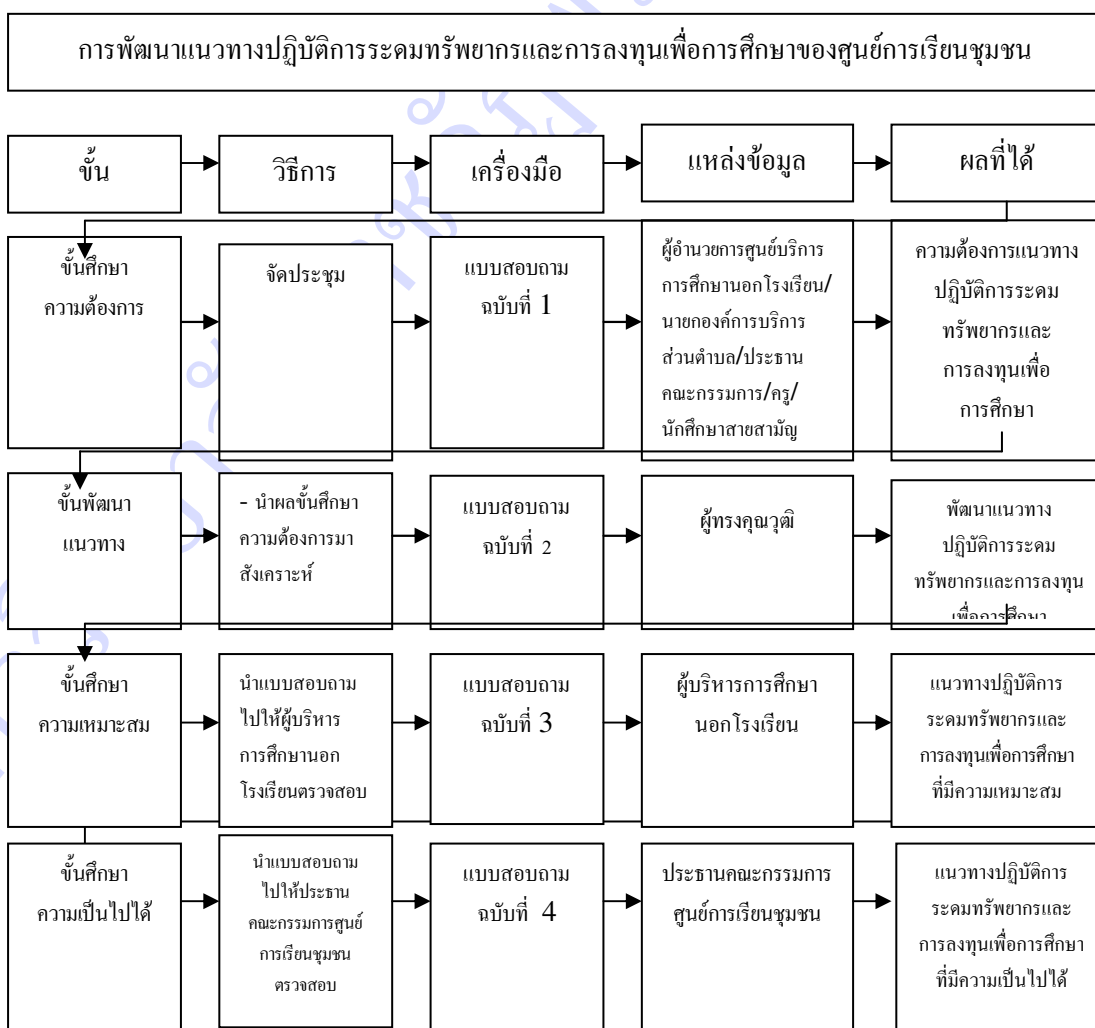 การพัฒนาแนวทางปฏิบัติการระดมทรัพยากรและการลงทุนเพื่อการศึกษาของศูนย์การเรียนชุมชน
ขั้น
วิธีการ
เครื่องมือ
แหล่งข้อมูล
ผลที่ได้
ขั้นศึกษา
ความต้องการ
จัดประชุม
แบบสอบถาม
ฉบับที่ 1
ผู้อำนวยการศูนย์บริการ
การศึกษานอกโรงเรียน/
นายกองค์การบริการ
ส่วนตำบล/ประธาน
คณะกรรมการ/ครู/
นักศึกษาสายสามัญ
ความต้องการแนวทาง
ปฏิบัติการระดม
ทรัพยากรและ
การลงทุนเพื่อ
การศึกษา
ขั้นพัฒนา
แนวทาง
- นำผลขั้นศึกษา
ความต้องการมา
สังเคราะห์
แบบสอบถาม
ฉบับที่ 2
ผู้ทรงคุณวุฒิ
พัฒนาแนวทาง
ปฏิบัติการระดม
ทรัพยากรและการลงทุน
เพื่อการศึกษา
ขั้นศึกษา
ความเหมาะสม
นำแบบสอบถาม
ไปให้ผู้บริหาร
การศึกษานอก
โรงเรียนตรวจสอบ
แบบสอบถาม
ฉบับที่ 3
ผู้บริหารการศึกษา
นอกโรงเรียน
แนวทางปฏิบัติการ
ระดมทรัพยากรและ
การลงทุนเพื่อการศึกษา
ที่มีความเหมาะสม
ขั้นศึกษา
ความเป็นไปได้
นำแบบสอบถาม
ไปให้ประธาน
คณะกรรมการศูนย์
การเรียนชุมชน
ตรวจสอบ
แบบสอบถาม
ฉบับที่ 4
ประธานคณะกรรมการ
ศูนย์การเรียนชุมชน
แนวทางปฏิบัติการ
ระดมทรัพยากรและ
การลงทุนเพื่อการศึกษา
ที่มีความเป็นไปได้